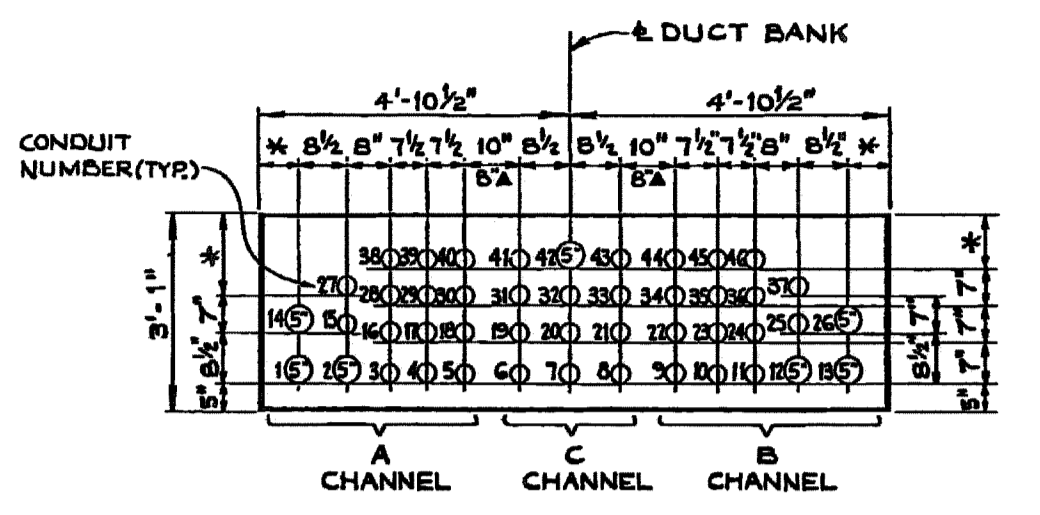 ℄ DUCT BANK
4'-10½" 4'-10½"
CONDUIT
NUMBER(TYP.)
* 8½ 8" 7½ 7½ 10" 8½ 8½ 10" 7½" 7½" 8" 8½" *
8"▲ 8"▲
3'-1"
* 7" 8½" 5"
38 39 40 41 42 5" 43 44 45 46
27 28 29 30 31 32 33 34 35 36 37
14 5" 15 16 17 18 19 20 21 22 23 24 25 26 5"
1 5" 2 5" 3 4 5 6 7 8 9 10 11 12 5" 13 5"
7" 8½"
* 7" 7" 7" 5"
A
CHANNEL
C
CHANNEL
B
CHANNEL